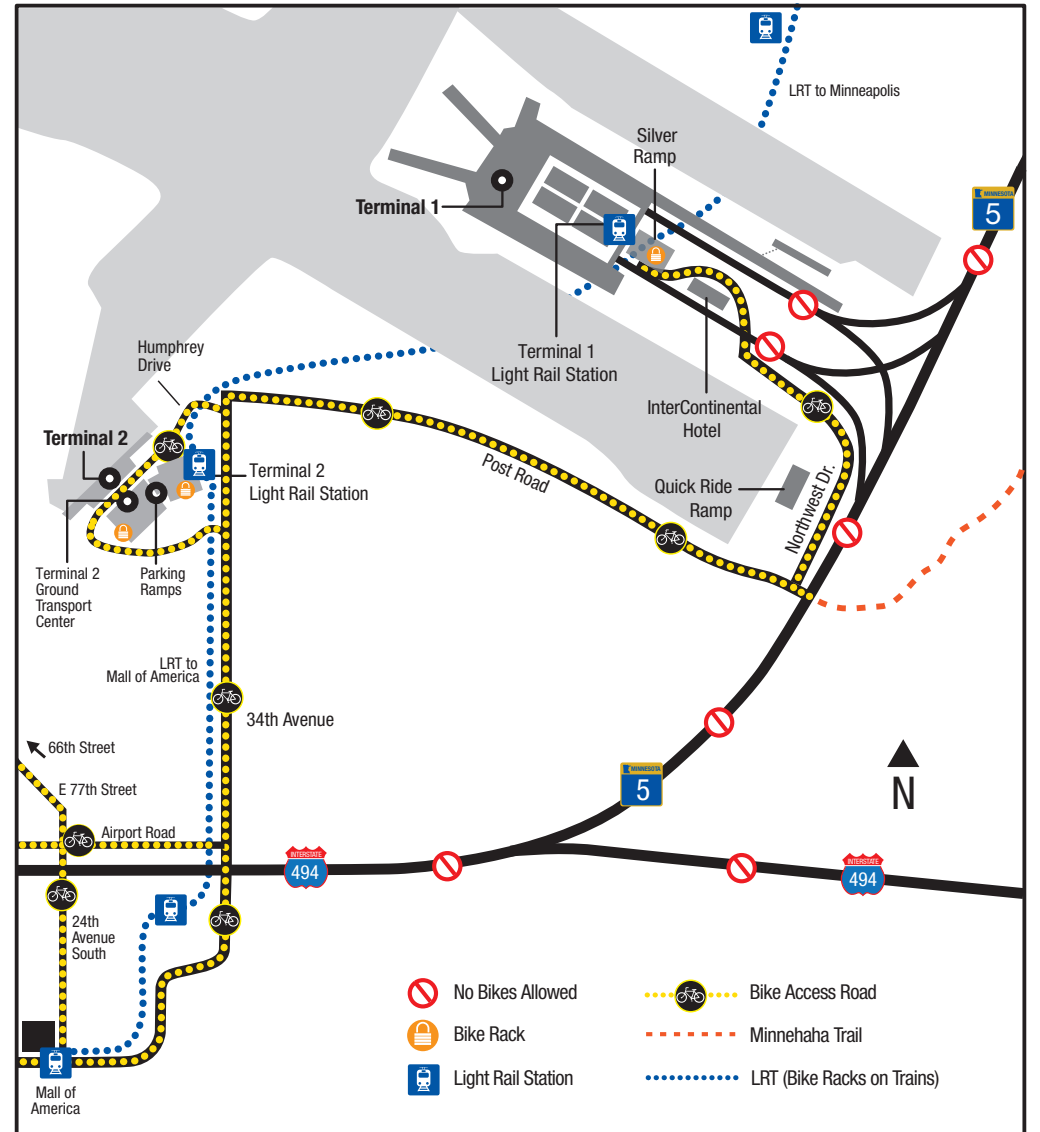 LRT to Minneapolis
Silver
Ramp
MINNESOTA
5
Terminal 1
Terminal 1
Light Rail Station
InterContinental
Hotel
Humphrey
Drive
Terminal 2
Terminal 2
Light Rail Station
Post Road
Quick Ride
Ramp
Northwest Dr.
Terminal 2
Ground
Transport
Center
Parking
Ramps
LRT to
Mall of America
34th Avenue
66th Street
E 77th Street
Airport Road
MINNESOTA
5
N
INTERSTATE
494
INTERSTATE
494
24th
Avenue
South
Mall of
America
No Bikes Allowed
Bike Rack
Light Rail Station
Bike Access Road
Minnehaha Trail
LRT (Bike Racks on Trains)